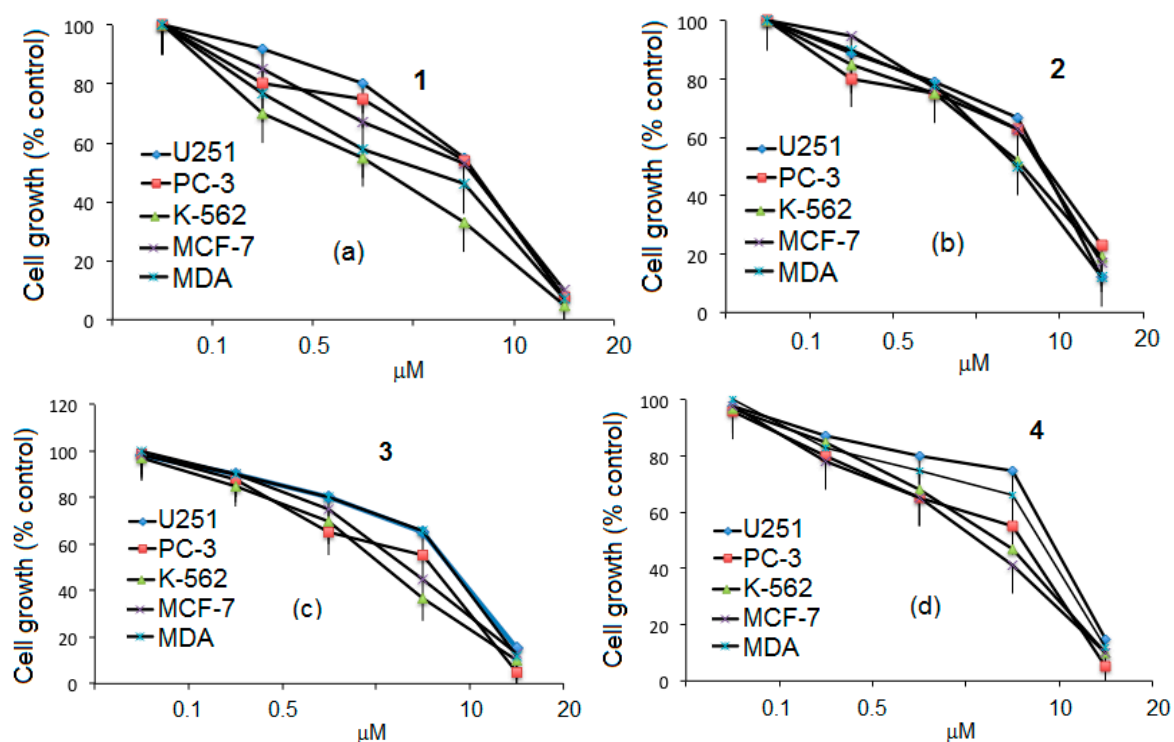 Cell growth (% control)
100
80
60
40
20
0
1
U251
PC-3
K-562
MCF-7
MDA
(a)
0.1 0.5 10 20
µM
Cell growth (% control)
100
80
60
40
20
0
2
U251
PC-3
K-562
MCF-7
MDA
(b)
0.1 0.5 10 20
µM
Cell growth (% control)
120
100
80
60
40
20
0
3
U251
PC-3
K-562
MCF-7
MDA
(c)
0.1 0.5 10 20
µM
Cell growth (% control)
100
80
60
40
20
0
4
U251
PC-3
K-562
MCF-7
MDA
(d)
0.1 0.5 10 20
µM